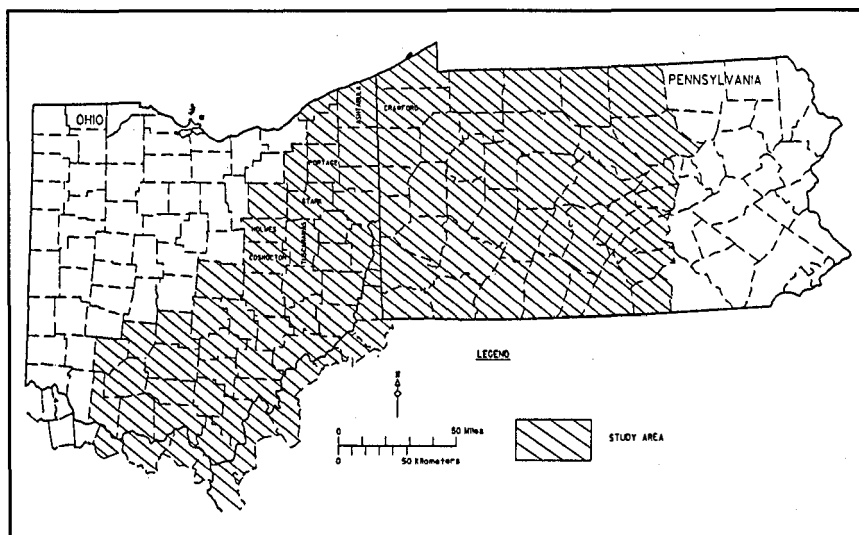 OHIO
PENNSYLVANIA
ASHTABULA
CRAWFORD
PORTAGE
STARK
HOLMES
TUSCARAWAS
COSHOCTON
LEGEND
N
0 50 Miles
0 50 Kilometers
STUDY AREA